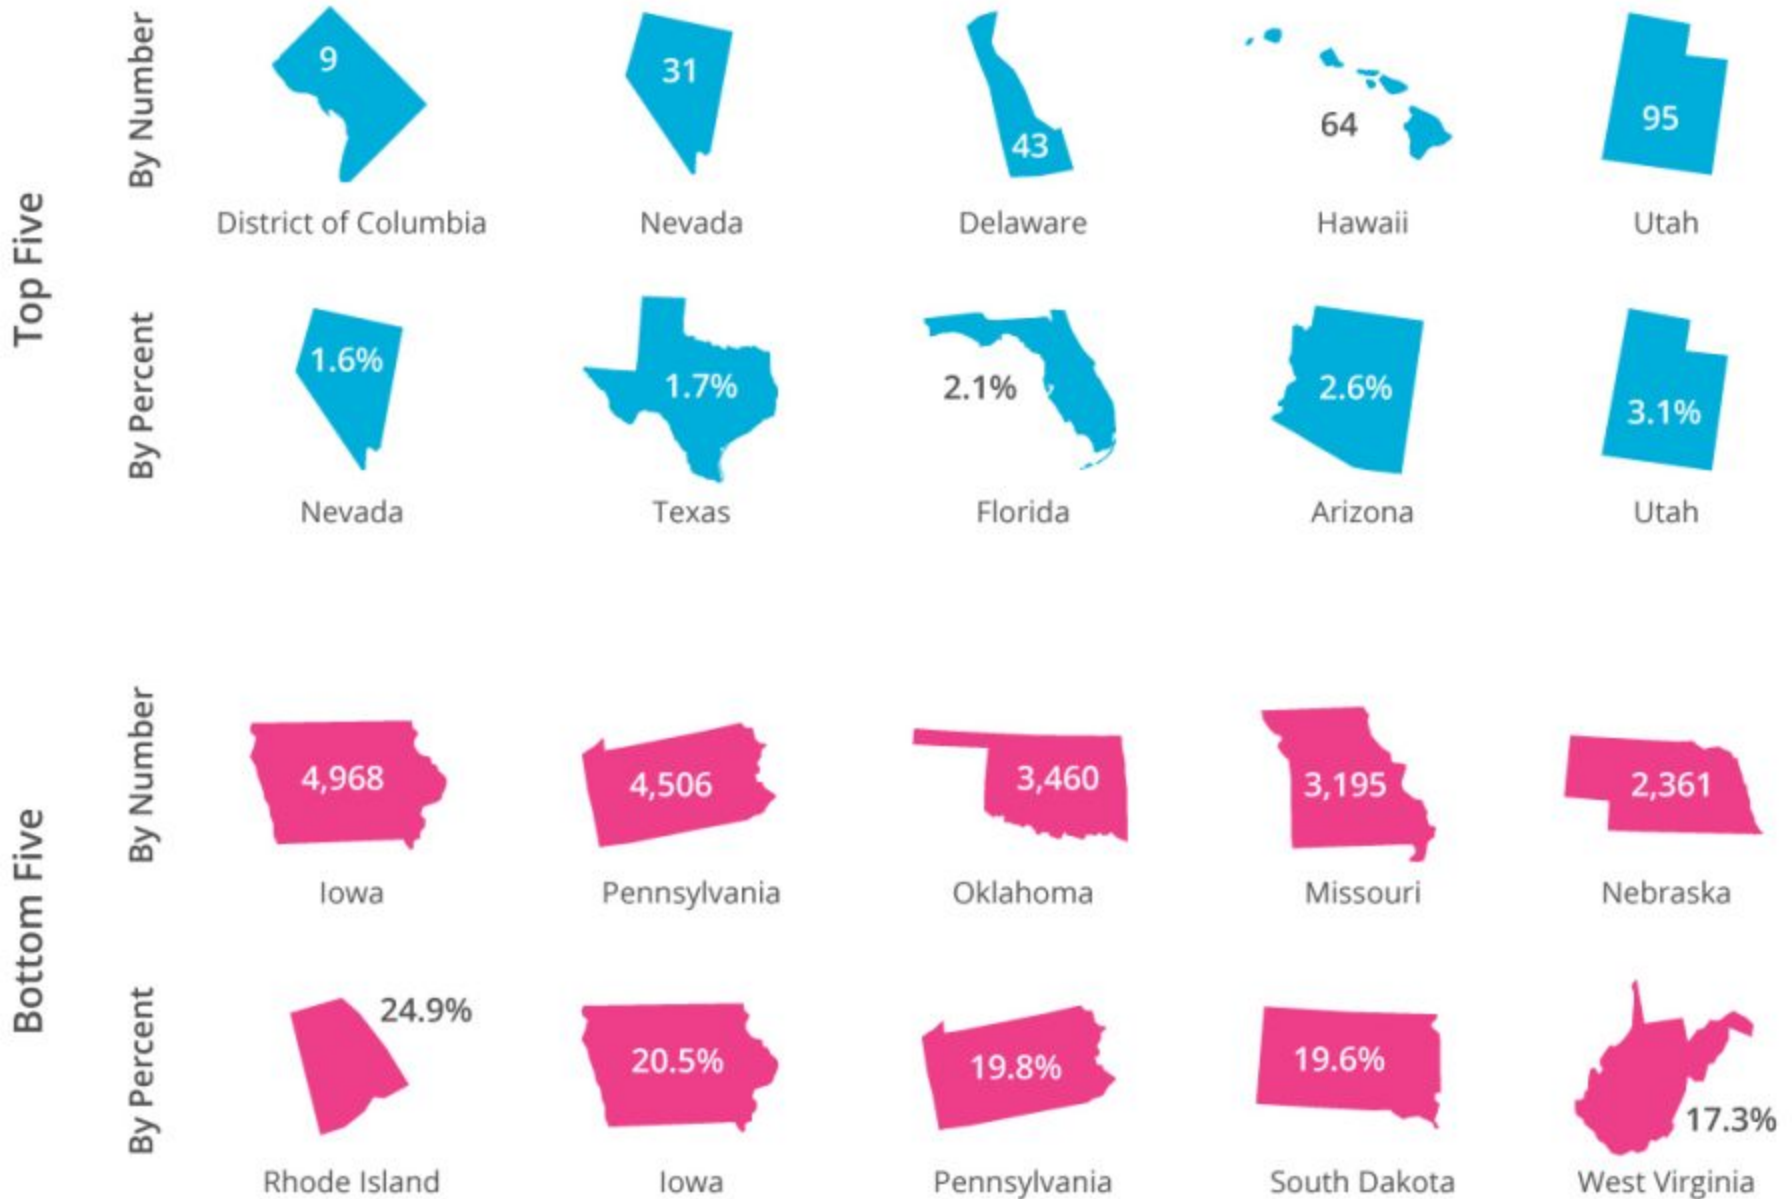 Top Five
By Number
9
31
43
64
95
District of Columbia
Nevada
Delaware
Hawaii
Utah
By Percent
1.6%
1.7%
2.1%
2.6%
3.1%
Nevada
Texas
Florida
Arizona
Utah
Bottom Five
By Number
4,968
4,506
3,460
3,195
2,361
Iowa
Pennsylvania
Oklahoma
Missouri
Nebraska
By Percent
24.9%
20.5%
19.8%
19.6%
17.3%
Rhode Island
Iowa
Pennsylvania
South Dakota
West Virginia